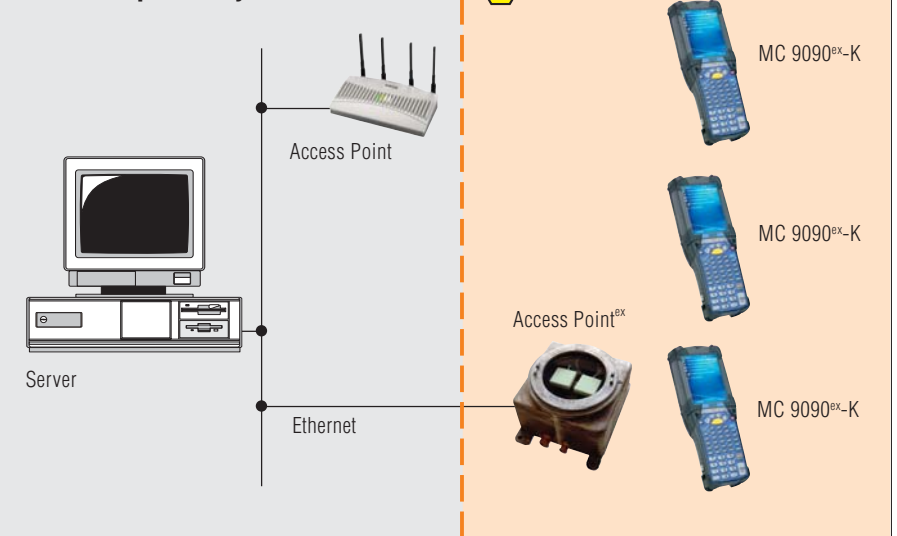 MC 9090ex-K
Access Point
MC 9090ex-K
Access Pointex
Server
MC 9090ex-K
Ethernet